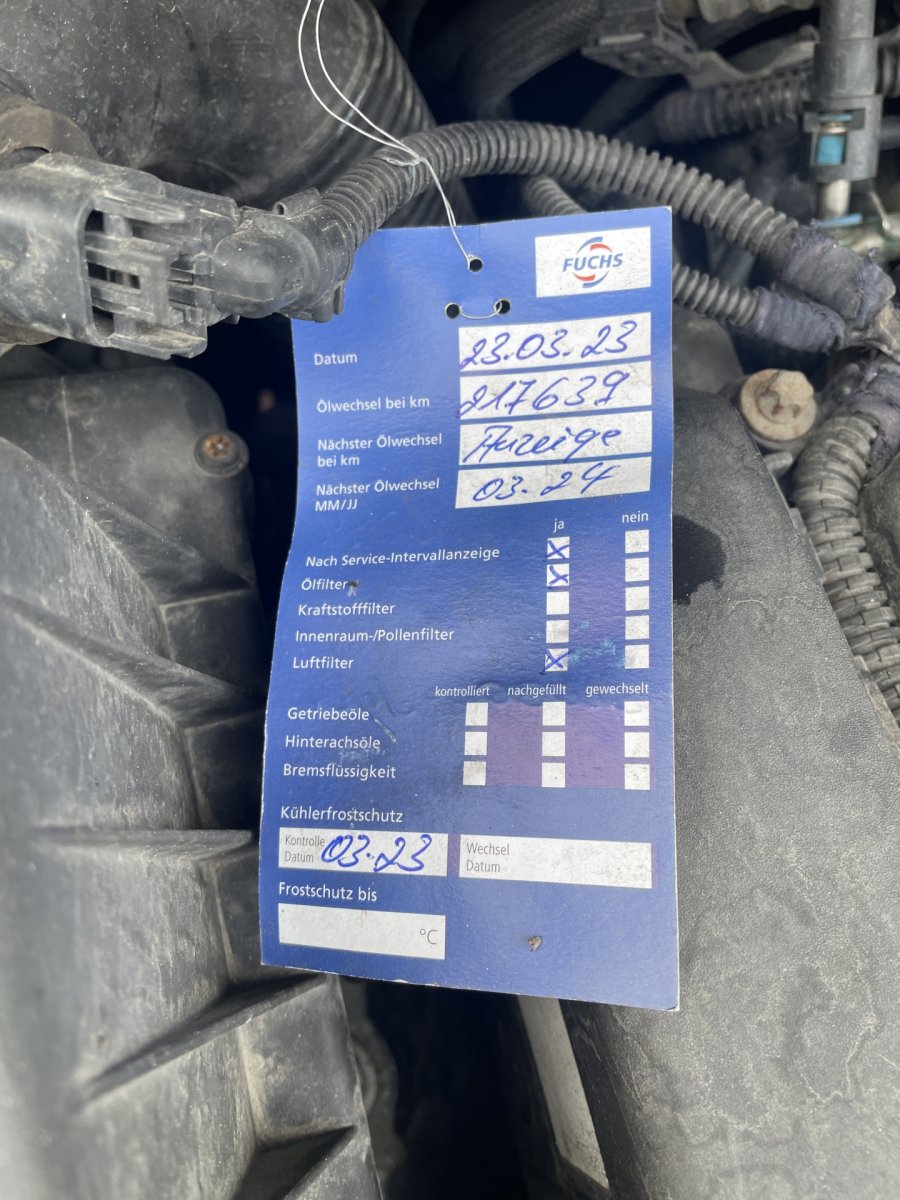 FUCHS
Datum 23.03.23
Ölwechsel bei km 217639
Nächster Ölwechsel
bei km Anzeige
Nächster Ölwechsel
MM/JJ 03.24
ja nein
Nach Service-Intervallanzeige
Ölfilter
Kraftstofffilter
Innenraum-/Pollenfilter
Luftfilter
kontrolliert nachgefüllt gewechselt
Getriebeöle
Hinterachsöle
Bremsflüssigkeit
Kühlerfrostschutz
Kontrolle
Datum 03.23
Wechsel
Datum
Frostschutz bis
°C